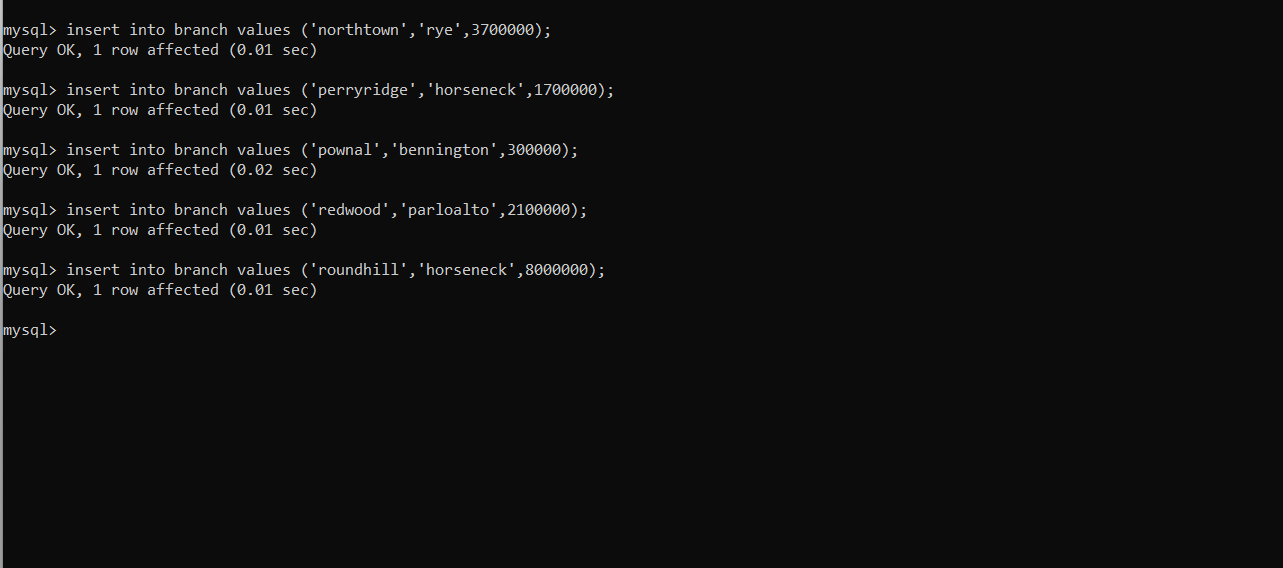 mysql> insert into branch values ('northtown','rye',3700000);
Query OK, 1 row affected (0.01 sec)
mysql> insert into branch values ('perryridge','horseneck',1700000);
Query OK, 1 row affected (0.01 sec)
mysql> insert into branch values ('pownal','bennington',300000);
Query OK, 1 row affected (0.02 sec)
mysql> insert into branch values ('redwood','parloalto',2100000);
Query OK, 1 row affected (0.01 sec)
mysql> insert into branch values ('roundhill','horseneck',8000000);
Query OK, 1 row affected (0.01 sec)
mysql>